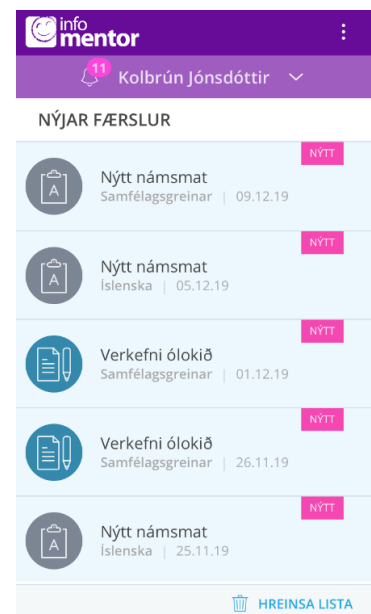 info
mentor
11
Kolbrún Jónsdóttir
NÝJAR FÆRSLUR
NÝTT
Nýtt námsmat
Samfélagsgreinar | 09.12.19
A
NÝTT
Nýtt námsmat
Íslenska | 05.12.19
A
NÝTT
Verkefni ólokið
Samfélagsgreinar | 01.12.19
NÝTT
Verkefni ólokið
Samfélagsgreinar | 26.11.19
NÝTT
Nýtt námsmat
Íslenska | 25.11.19
A
HREINSA LISTA